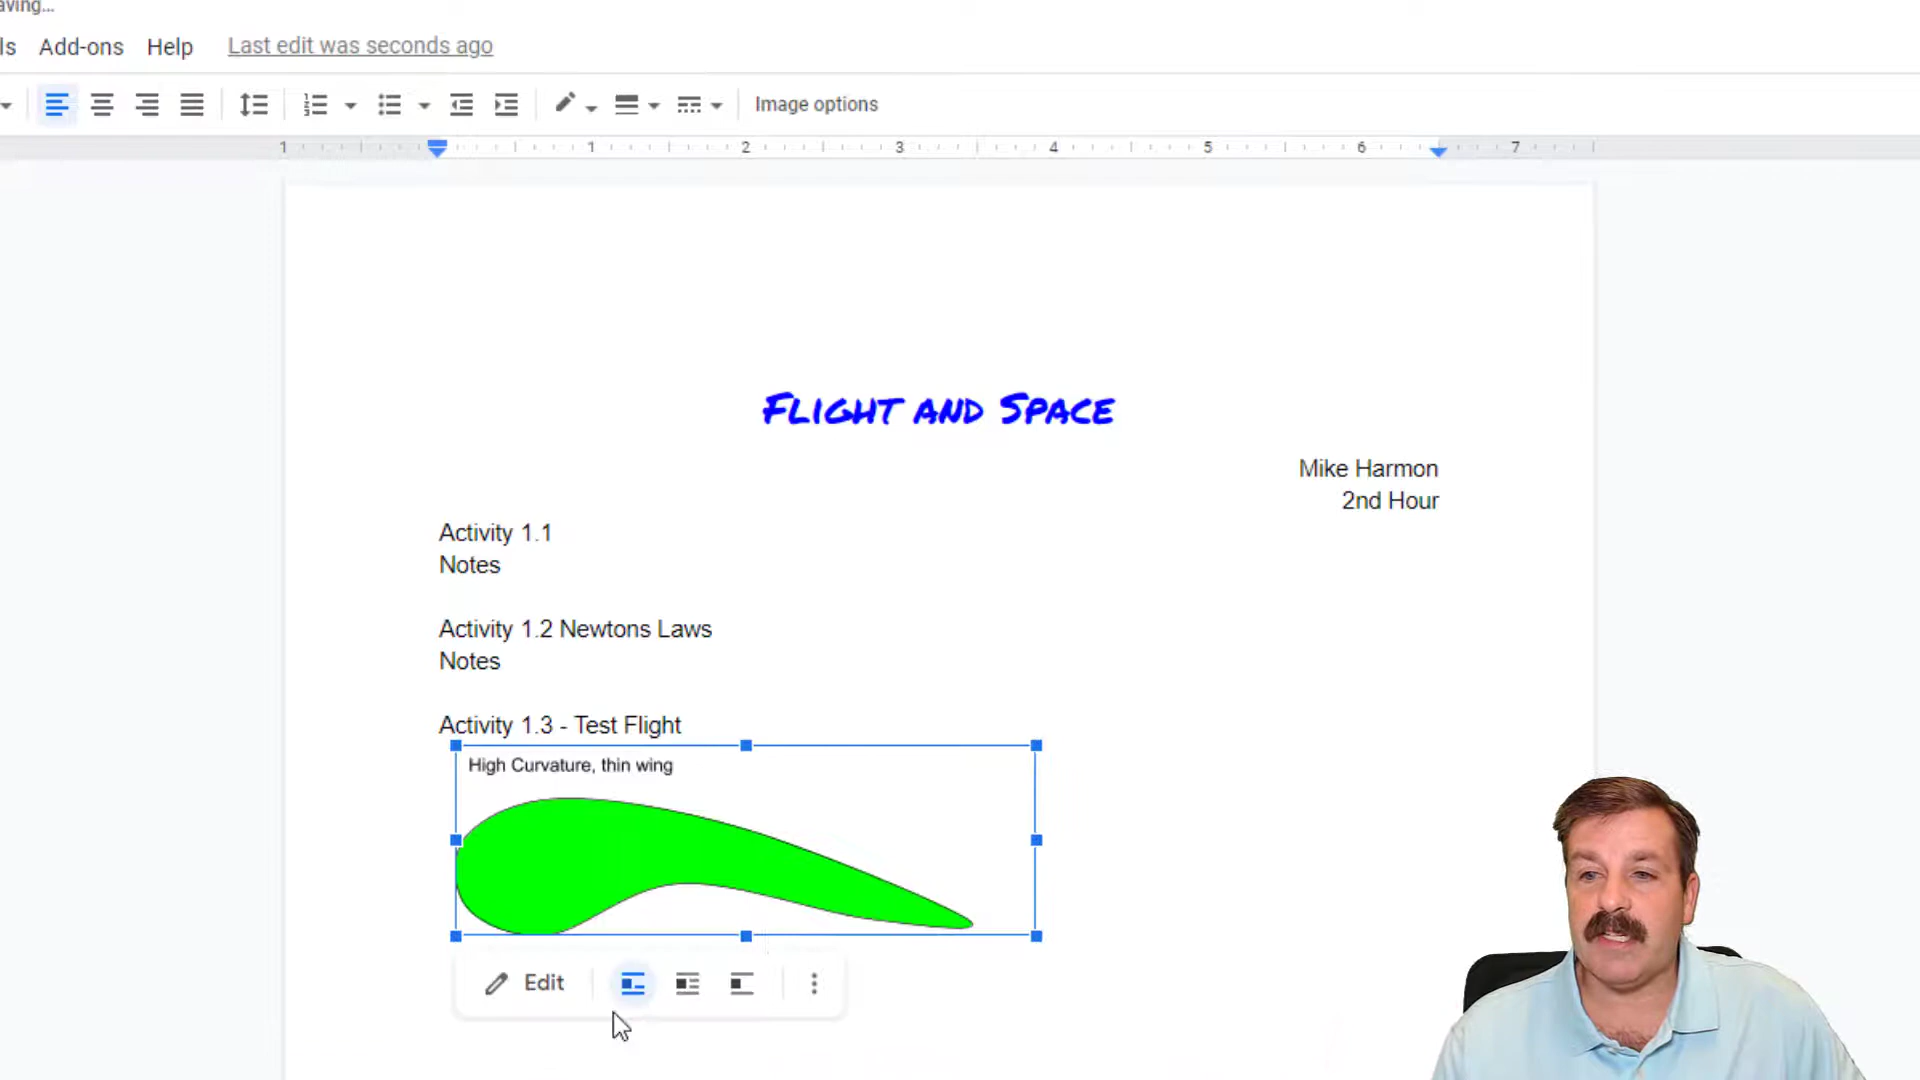 aving...
ls Add-ons Help Last edit was seconds ago
Image options
1 1 2 3 4 5 6 7
Flight and Space
Mike Harmon
2nd Hour
Activity 1.1
Notes
Activity 1.2 Newtons Laws
Notes
Activity 1.3 - Test Flight
High Curvature, thin wing
Edit